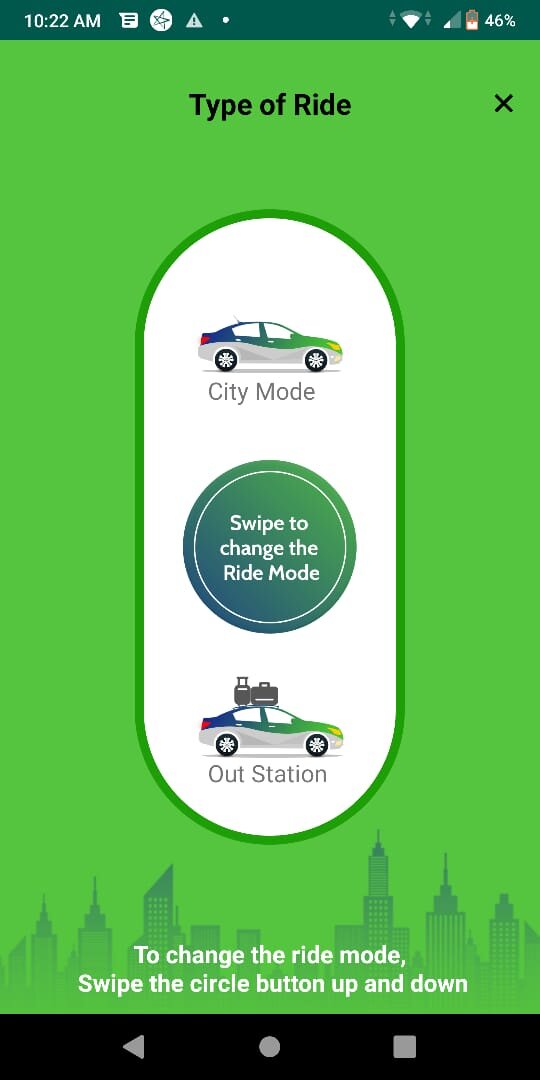 10:22 AM
46%
Type of Ride
City Mode
Swipe to
change the
Ride Mode
Out Station
To change the ride mode,
Swipe the circle button up and down